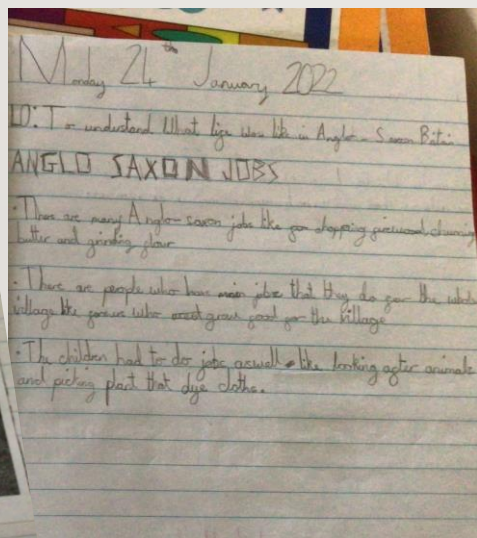 Monday 24th January 2022
LO: To understand What life was like in Anglo-Saxon Britain
ANGLO SAXON JOBS
· There are many Anglo-saxon jobs like for chopping firewood churning
butter and grinding flour
· There are people who have main jobs that they do for the whole
village like farmers who grow food for the village
· The children had to do jobs aswell like looking after animals
and picking plant that dye cloths.